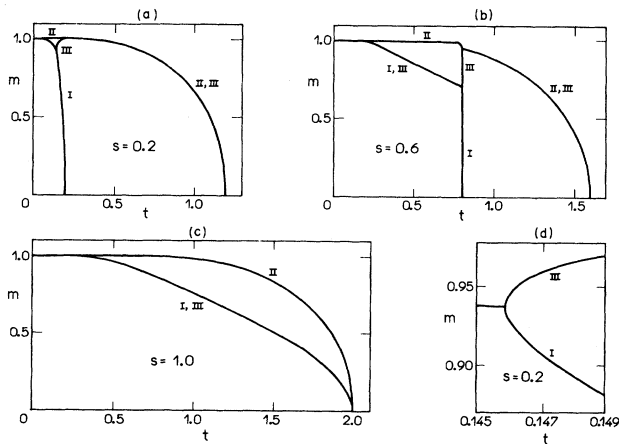 (a)
II
III
I
II, III
s = 0.2
m
1.0
0.5
0
0.5
1.0
t
(b)
II
III
I, III
II, III
I
s = 0.6
m
1.0
0.5
0
0.5
1.0
1.5
t
(c)
II
I, III
s = 1.0
m
1.0
0.5
0
0.5
1.0
1.5
2.0
t
(d)
III
I
s = 0.2
0.95
m
0.90
0.145
0.147
0.149
t